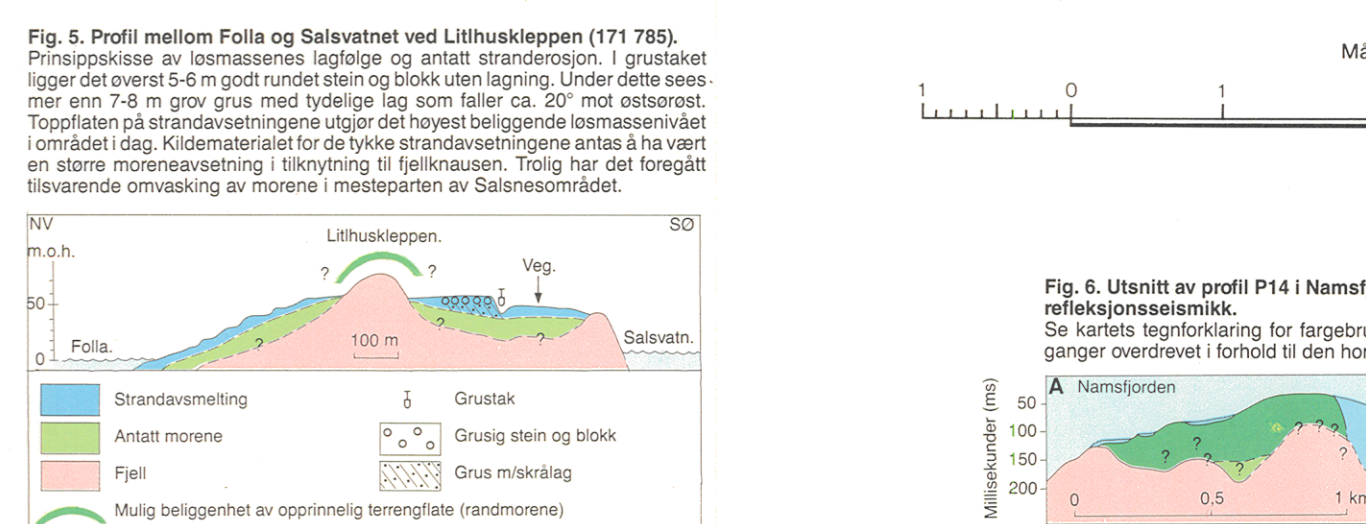 Fig. 5. Profil mellom Folla og Salsvatnet ved Litlhuskleppen (171 785).
Prinsippskisse av løsmassenes lagfølge og antatt stranderosjon. I grustaket
ligger det øverst 5-6 m godt rundet stein og blokk uten lagning. Under dette sees
mer enn 7-8 m grov grus med tydelige lag som faller ca. 20° mot østsørøst.
Toppflaten på strandavsetningene utgjør det høyest beliggende løsmassenivået
i området i dag. Kildematerialet for de tykke strandavsetningene antas å ha vært
en større moreneavsetning i tilknytning til fjellknausen. Trolig har det foregått
tilsvarende omvasking av morene i mesteparten av Salsnesområdet.
NV
SØ
m.o.h.
Litlhuskleppen.
? ?
Veg.
50
?
Folla.
?
100 m
?
Salsvatn.
0
Strandavsmelting
Grustak
Antatt morene
Grusig stein og blokk
Fjell
Grus m/skrålag
Mulig beliggenhet av opprinnelig terrengflate (randmorene)
Må
1 0 1
Fig. 6. Utsnitt av profil P14 i Namsf
refleksjonsseismikk.
Se kartets tegnforklaring for fargebru
ganger overdrevet i forhold til den hor
Millisekunder (ms)
A Namsfjorden
50
100
? ? ?
?
150
? ? ? ?
200
0 0,5 1 km